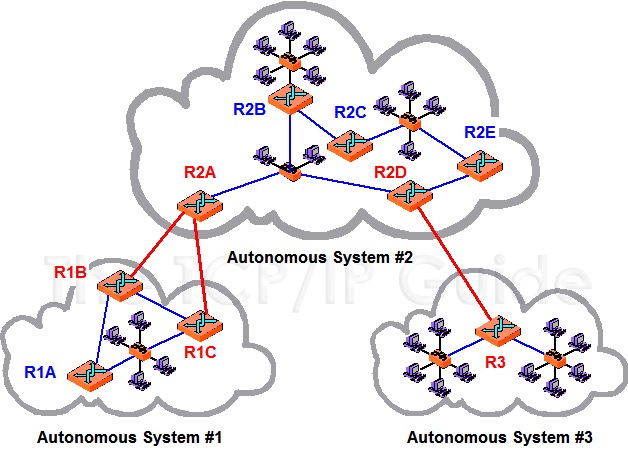 R2B
R2C
R2E
R2A
R2D
Autonomous System #2
R1B
The TCP/IP Guide
R1C
R3
R1A
Autonomous System #1
Autonomous System #3